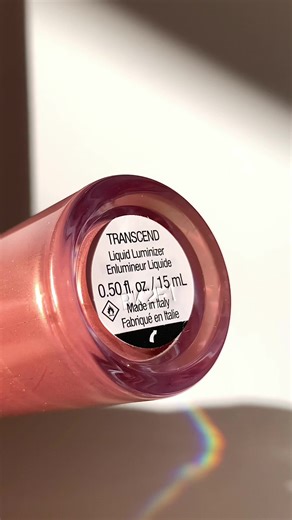 TRANSCEND
Liquid Luminizer
Enlumineur Liquide
0.50 fl. oz. / 15 mL
Made in Italy
Fabriqué en Italie